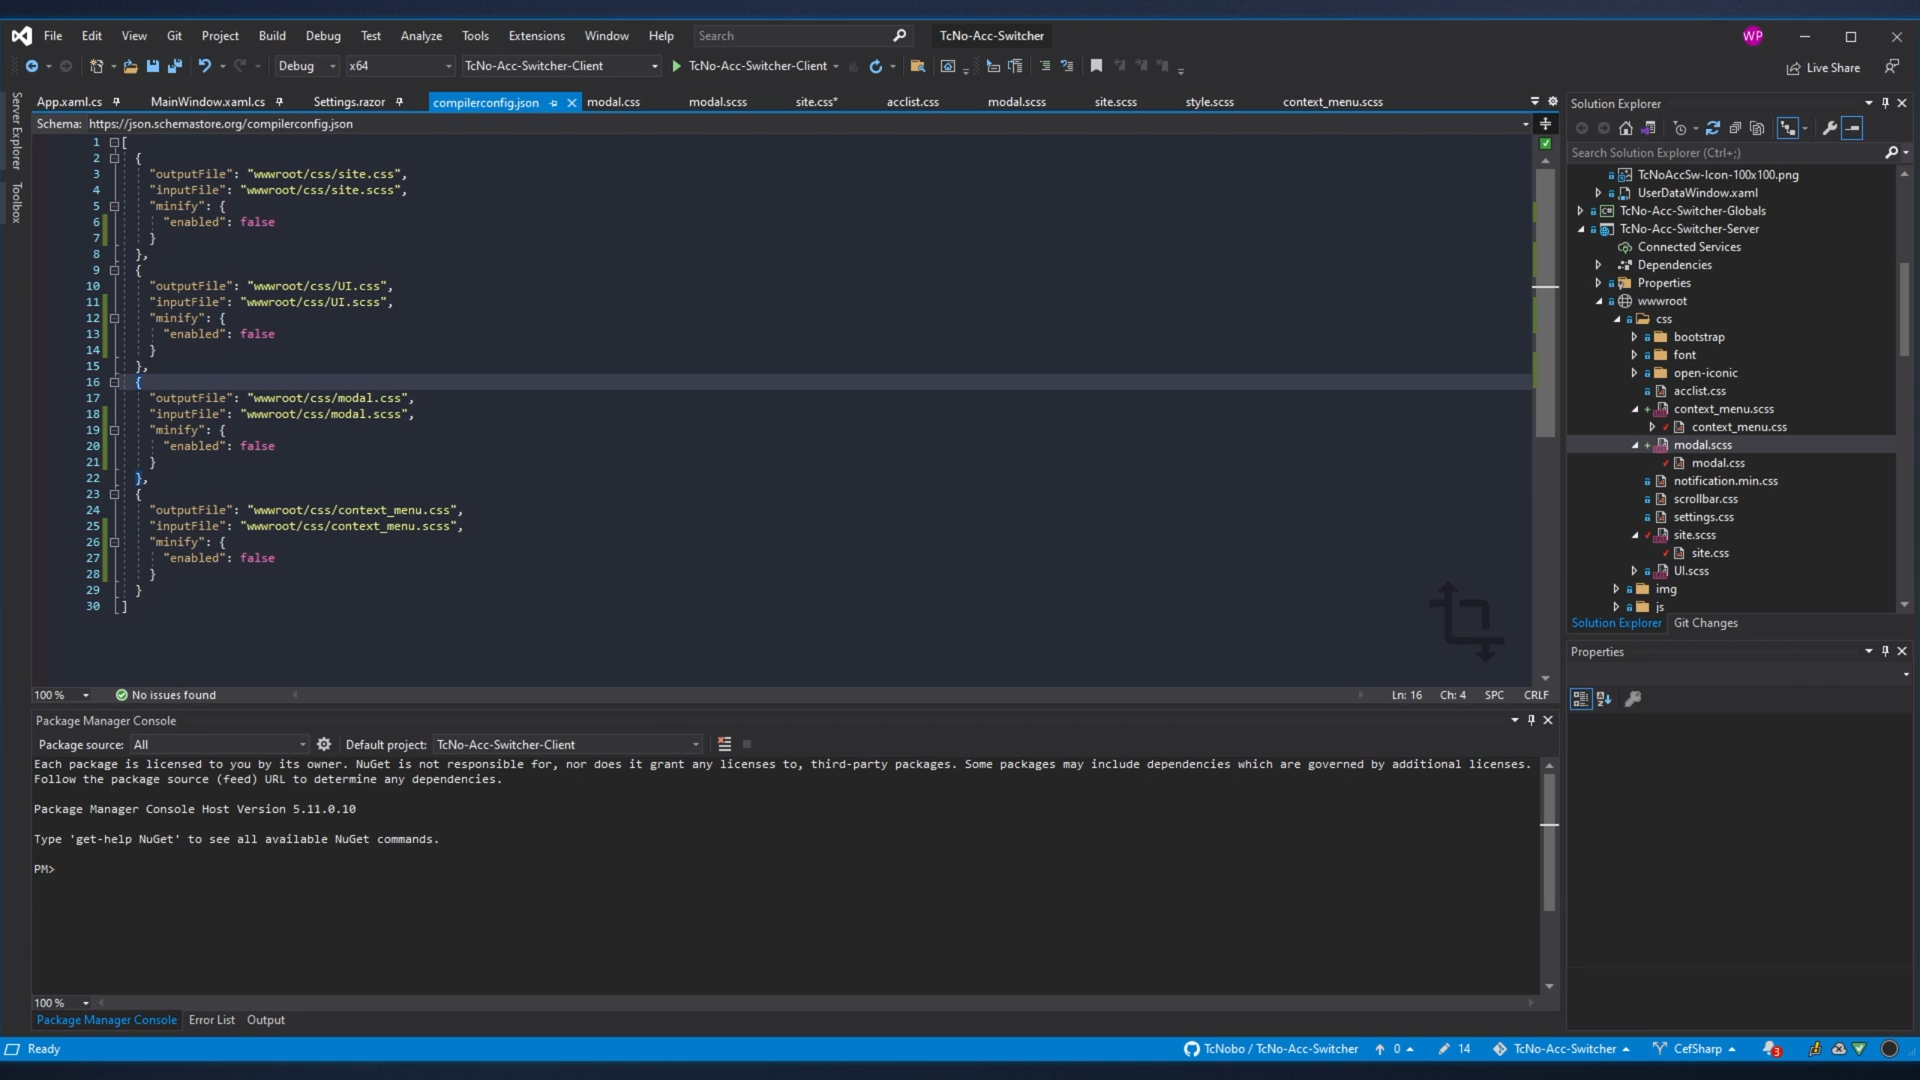 File Edit View Git Project Build Debug Test Analyze Tools Extensions Window Help Search TcNo-Acc-Switcher WP
Debug x64 TcNo-Acc-Switcher-Client TcNo-Acc-Switcher-Client Live Share
Server Explorer
Toolbox
App.xaml.cs MainWindow.xaml.cs Settings.razor compilerconfig.json modal.css modal.scss site.css* acclist.css modal.scss site.scss style.scss context_menu.scss
Schema: https://json.schemastore.org/compilerconfig.json
1 [
2 {
3 "outputFile": "wwwroot/css/site.css",
4 "inputFile": "wwwroot/css/site.scss",
5 "minify": {
6 "enabled": false
7 }
8 },
9 {
10 "outputFile": "wwwroot/css/UI.css",
11 "inputFile": "wwwroot/css/UI.scss",
12 "minify": {
13 "enabled": false
14 }
15 },
16 {
17 "outputFile": "wwwroot/css/modal.css",
18 "inputFile": "wwwroot/css/modal.scss",
19 "minify": {
20 "enabled": false
21 }
22 },
23 {
24 "outputFile": "wwwroot/css/context_menu.css",
25 "inputFile": "wwwroot/css/context_menu.scss",
26 "minify": {
27 "enabled": false
28 }
29 }
30 ]
100 % No issues found Ln: 16 Ch: 4 SPC CRLF
Package Manager Console
Package source: All Default project: TcNo-Acc-Switcher-Client
Each package is licensed to you by its owner. NuGet is not responsible for, nor does it grant any licenses to, third-party packages. Some packages may include dependencies which are governed by additional licenses.
Follow the package source (feed) URL to determine any dependencies.
Package Manager Console Host Version 5.11.0.10
Type 'get-help NuGet' to see all available NuGet commands.
PM>
100 %
Package Manager Console Error List Output
Solution Explorer
Search Solution Explorer (Ctrl+;)
TcNoAccSw-Icon-100x100.png
UserDataWindow.xaml
C# TcNo-Acc-Switcher-Globals
TcNo-Acc-Switcher-Server
Connected Services
Dependencies
Properties
wwwroot
css
bootstrap
font
open-iconic
acclist.css
context_menu.scss
context_menu.css
modal.scss
modal.css
notification.min.css
scrollbar.css
settings.css
site.scss
site.css
UI.scss
img
js
Solution Explorer Git Changes
Properties
Ready TcNobo / TcNo-Acc-Switcher 0 14 TcNo-Acc-Switcher CefSharp 3